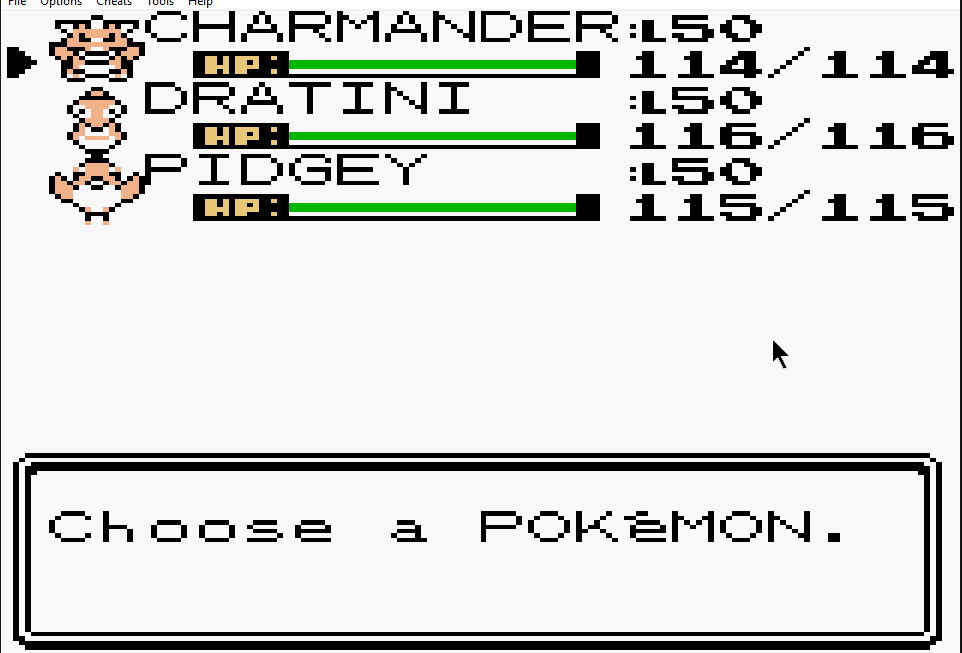 File Options Cheats Tools Help
CHARMANDER :L50
HP: 114/114
DRATINI :L50
HP: 116/116
PIDGEY :L50
HP: 115/115
Choose a POKéMON.